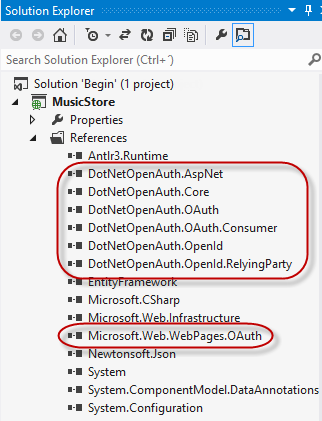 Solution Explorer
Search Solution Explorer (Ctrl+´)
Solution 'Begin' (1 project)
MusicStore
Properties
References
Antlr3.Runtime
DotNetOpenAuth.AspNet
DotNetOpenAuth.Core
DotNetOpenAuth.OAuth
DotNetOpenAuth.OAuth.Consumer
DotNetOpenAuth.OpenId
DotNetOpenAuth.OpenId.RelyingParty
EntityFramework
Microsoft.CSharp
Microsoft.Web.Infrastructure
Microsoft.Web.WebPages.OAuth
Newtonsoft.Json
System
System.ComponentModel.DataAnnotations
System.Configuration